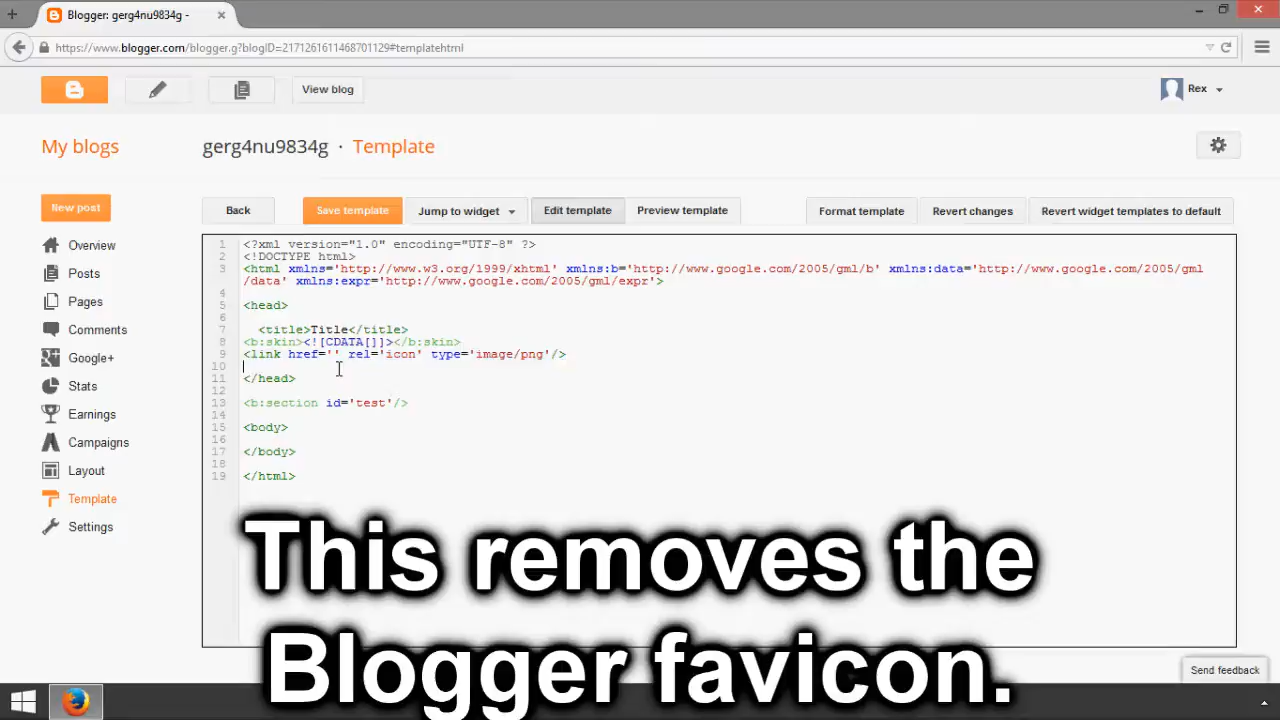 Blogger: gerg4nu9834g -
https://www.blogger.com/blogger.g?blogID=2171261611468701129#templatehtml
View blog
Rex
My blogs
gerg4nu9834g · Template
New post
Back
Save template
Jump to widget
Edit template
Preview template
Format template
Revert changes
Revert widget templates to default
Overview
Posts
Pages
Comments
Google+
Stats
Earnings
Campaigns
Layout
Template
Settings
1 <?xml version="1.0" encoding="UTF-8" ?>
2 <!DOCTYPE html>
3 <html xmlns='http://www.w3.org/1999/xhtml' xmlns:b='http://www.google.com/2005/gml/b' xmlns:data='http://www.google.com/2005/gml
/data' xmlns:expr='http://www.google.com/2005/gml/expr'>
4
5 <head>
6
7 <title>Title</title>
8 <b:skin><![CDATA[]]></b:skin>
9 <link href='' rel='icon' type='image/png'/>
10
11 </head>
12
13 <b:section id='test'/>
14
15 <body>
16
17 </body>
18
19 </html>
This removes the
Blogger favicon.
Send feedback